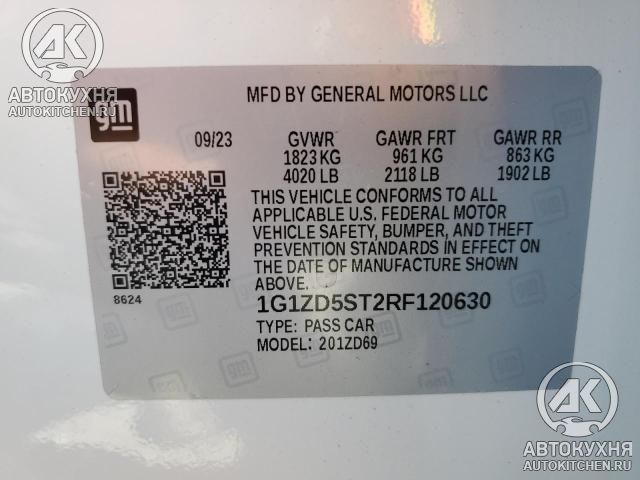 АК
АВТОКУХНЯ
AUTOKITCHEN.RU
gm
MFD BY GENERAL MOTORS LLC
09/23 GVWR GAWR FRT GAWR RR
1823 KG 961 KG 863 KG
4020 LB 2118 LB 1902 LB
THIS VEHICLE CONFORMS TO ALL
APPLICABLE U.S. FEDERAL MOTOR
VEHICLE SAFETY, BUMPER, AND THEFT
PREVENTION STANDARDS IN EFFECT ON
THE DATE OF MANUFACTURE SHOWN
ABOVE.
8624
1G1ZD5ST2RF120630
TYPE: PASS CAR
MODEL: 201ZD69
АК
АВТОКУХНЯ
AUTOKITCHEN.RU